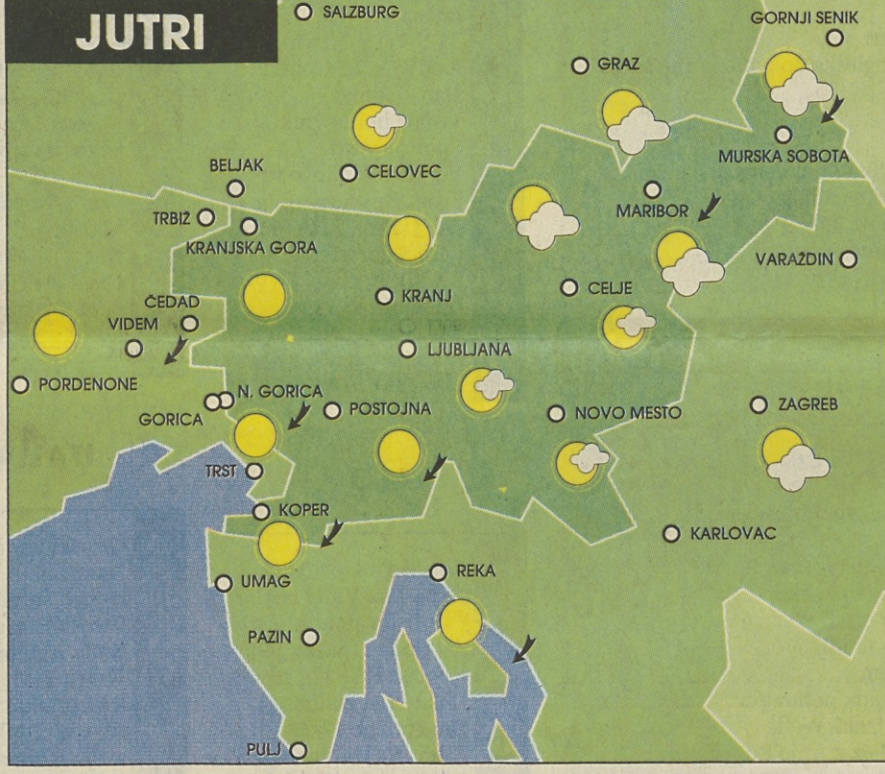 JUTRI
SALZBURG
GORNJI SENIK
GRAZ
MURSKA SOBOTA
BELJAK
CELOVEC
MARIBOR
TRBIŽ
KRANJSKA GORA
VARAŽDIN
ČEDAD
KRANJ
CELJE
VIDEM
LJUBLJANA
PORDENONE
N. GORICA
GORICA
POSTOJNA
NOVO MESTO
ZAGREB
TRST
KOPER
KARLOVAC
UMAG
REKA
PAZIN
PULJ